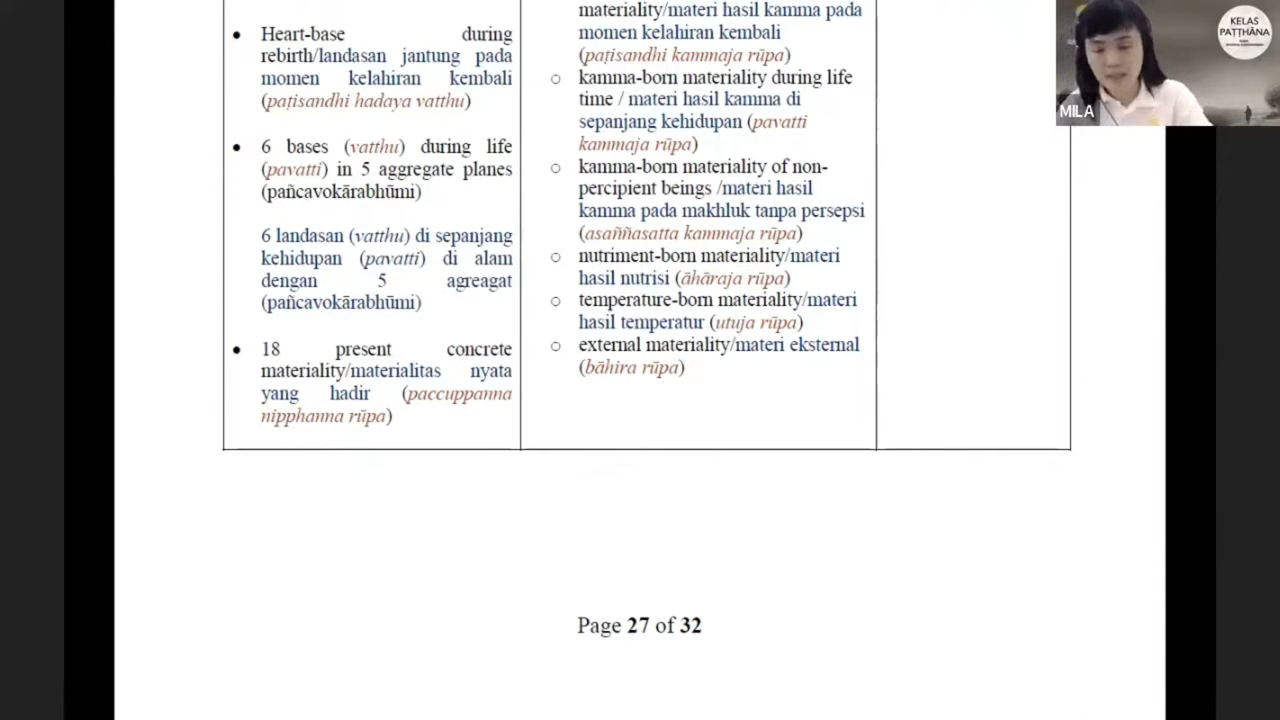 Heart-base during
rebirth/landasan jantung pada
momen kelahiran kembali
(paṭisandhi hadaya vatthu)
6 bases (vatthu) during life
(pavatti) in 5 aggregate planes
(pañcavokārabhūmi)
6 landasan (vatthu) di sepanjang
kehidupan (pavatti) di alam
dengan 5 agreagat
(pañcavokārabhūmi)
18 present concrete
materiality/materialitas nyata
yang hadir (paccuppanna
nipphanna rūpa)
materiality/materi hasil kamma pada
momen kelahiran kembali
(paṭisandhi kammaja rūpa)
kamma-born materiality during life
time / materi hasil kamma di
sepanjang kehidupan (pavatti
kammaja rūpa)
kamma-born materiality of non-
percipient beings /materi hasil
kamma pada makhluk tanpa persepsi
(asaññasatta kammaja rūpa)
nutriment-born materiality/materi
hasil nutrisi (āhāraja rūpa)
temperature-born materiality/materi
hasil temperatur (utuja rūpa)
external materiality/materi eksternal
(bāhira rūpa)
MILA
KELAS
PAṬṬHĀNA
Page 27 of 32